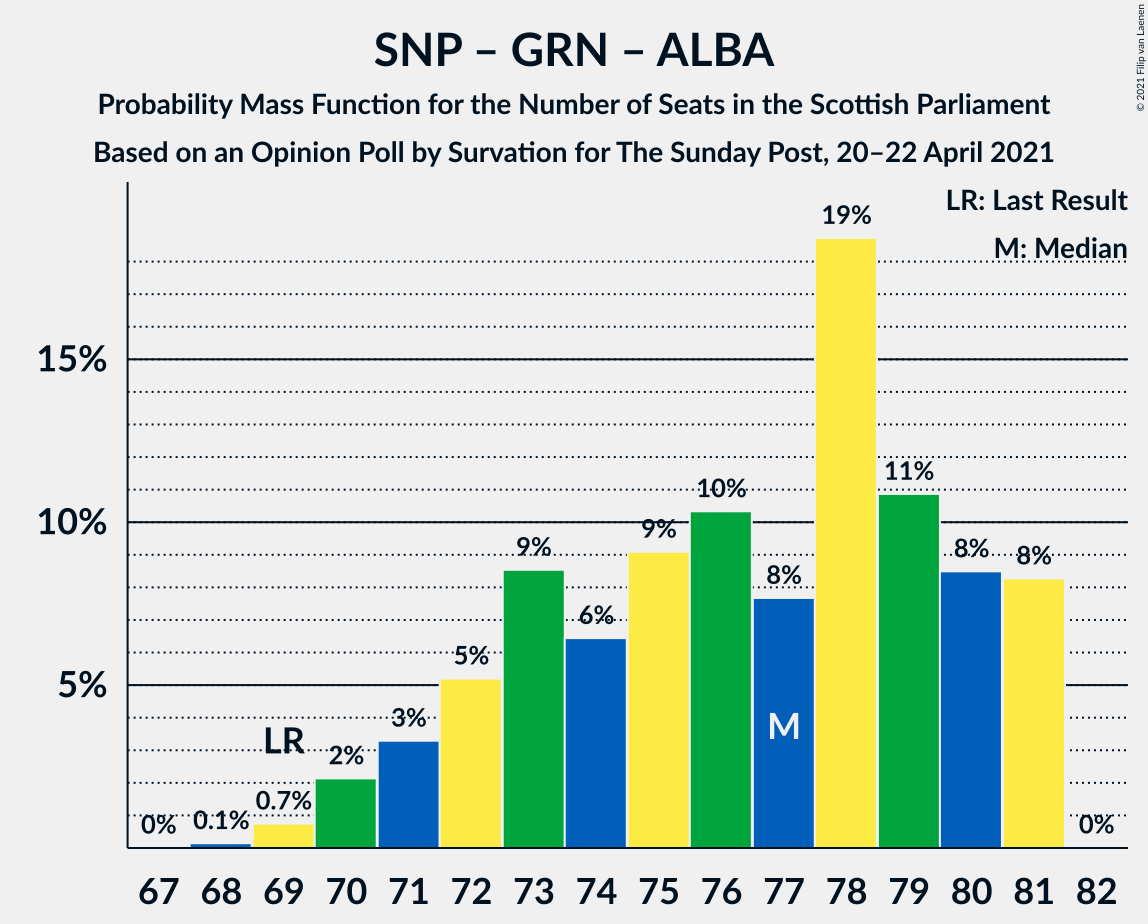 SNP – GRN – ALBA
Probability Mass Function for the Number of Seats in the Scottish Parliament
Based on an Opinion Poll by Survation for The Sunday Post, 20–22 April 2021
© 2021 Filip van Laenen
LR: Last Result
M: Median
15%
10%
5%
0%
0.1%
0.7%
LR
2%
3%
5%
9%
6%
9%
10%
8%
M
19%
11%
8%
8%
0%
67 68 69 70 71 72 73 74 75 76 77 78 79 80 81 82